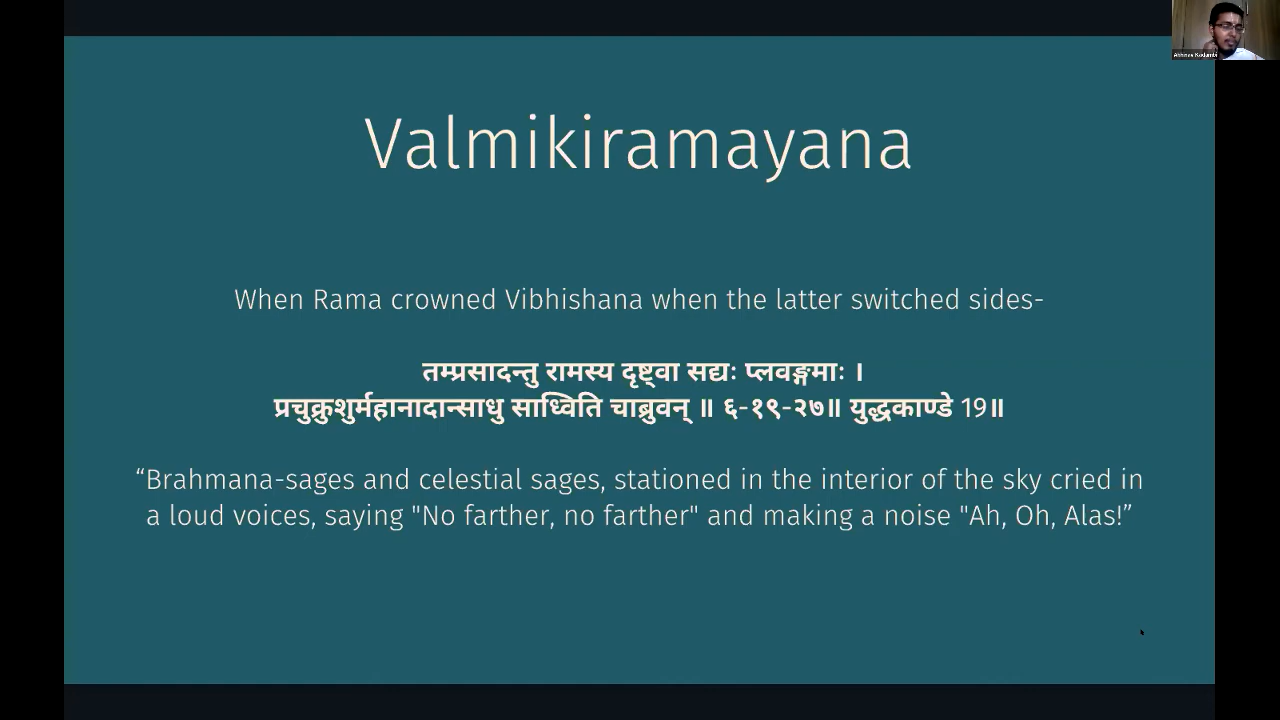 Abhinav Kadambi
Valmikiramayana
When Rama crowned Vibhishana when the latter switched sides-
तम्प्रसादन्तु रामस्य दृष्ट्वा सद्यः प्लवङ्गमाः ।
प्रचुक्रुशुर्महानादान्साधु साध्विति चाब्रुवन् ॥ ६-१९-२७॥ युद्धकाण्डे 19॥
“Brahmana-sages and celestial sages, stationed in the interior of the sky cried in
a loud voices, saying "No farther, no farther" and making a noise "Ah, Oh, Alas!”